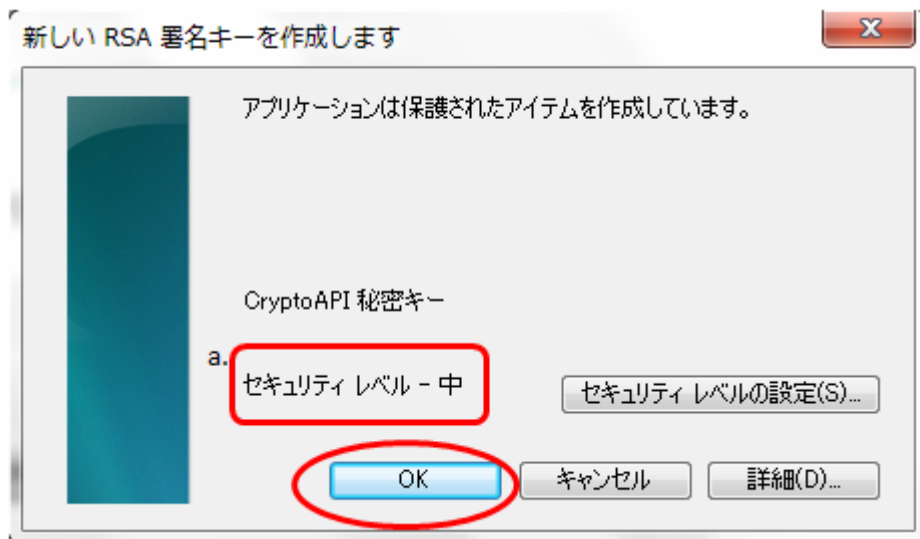 新しい RSA 署名キーを作成します
アプリケーションは保護されたアイテムを作成しています。
CryptoAPI 秘密キー
a.
セキュリティ レベル - 中
セキュリティ レベルの設定(S)...
OK
キャンセル
詳細(D)...